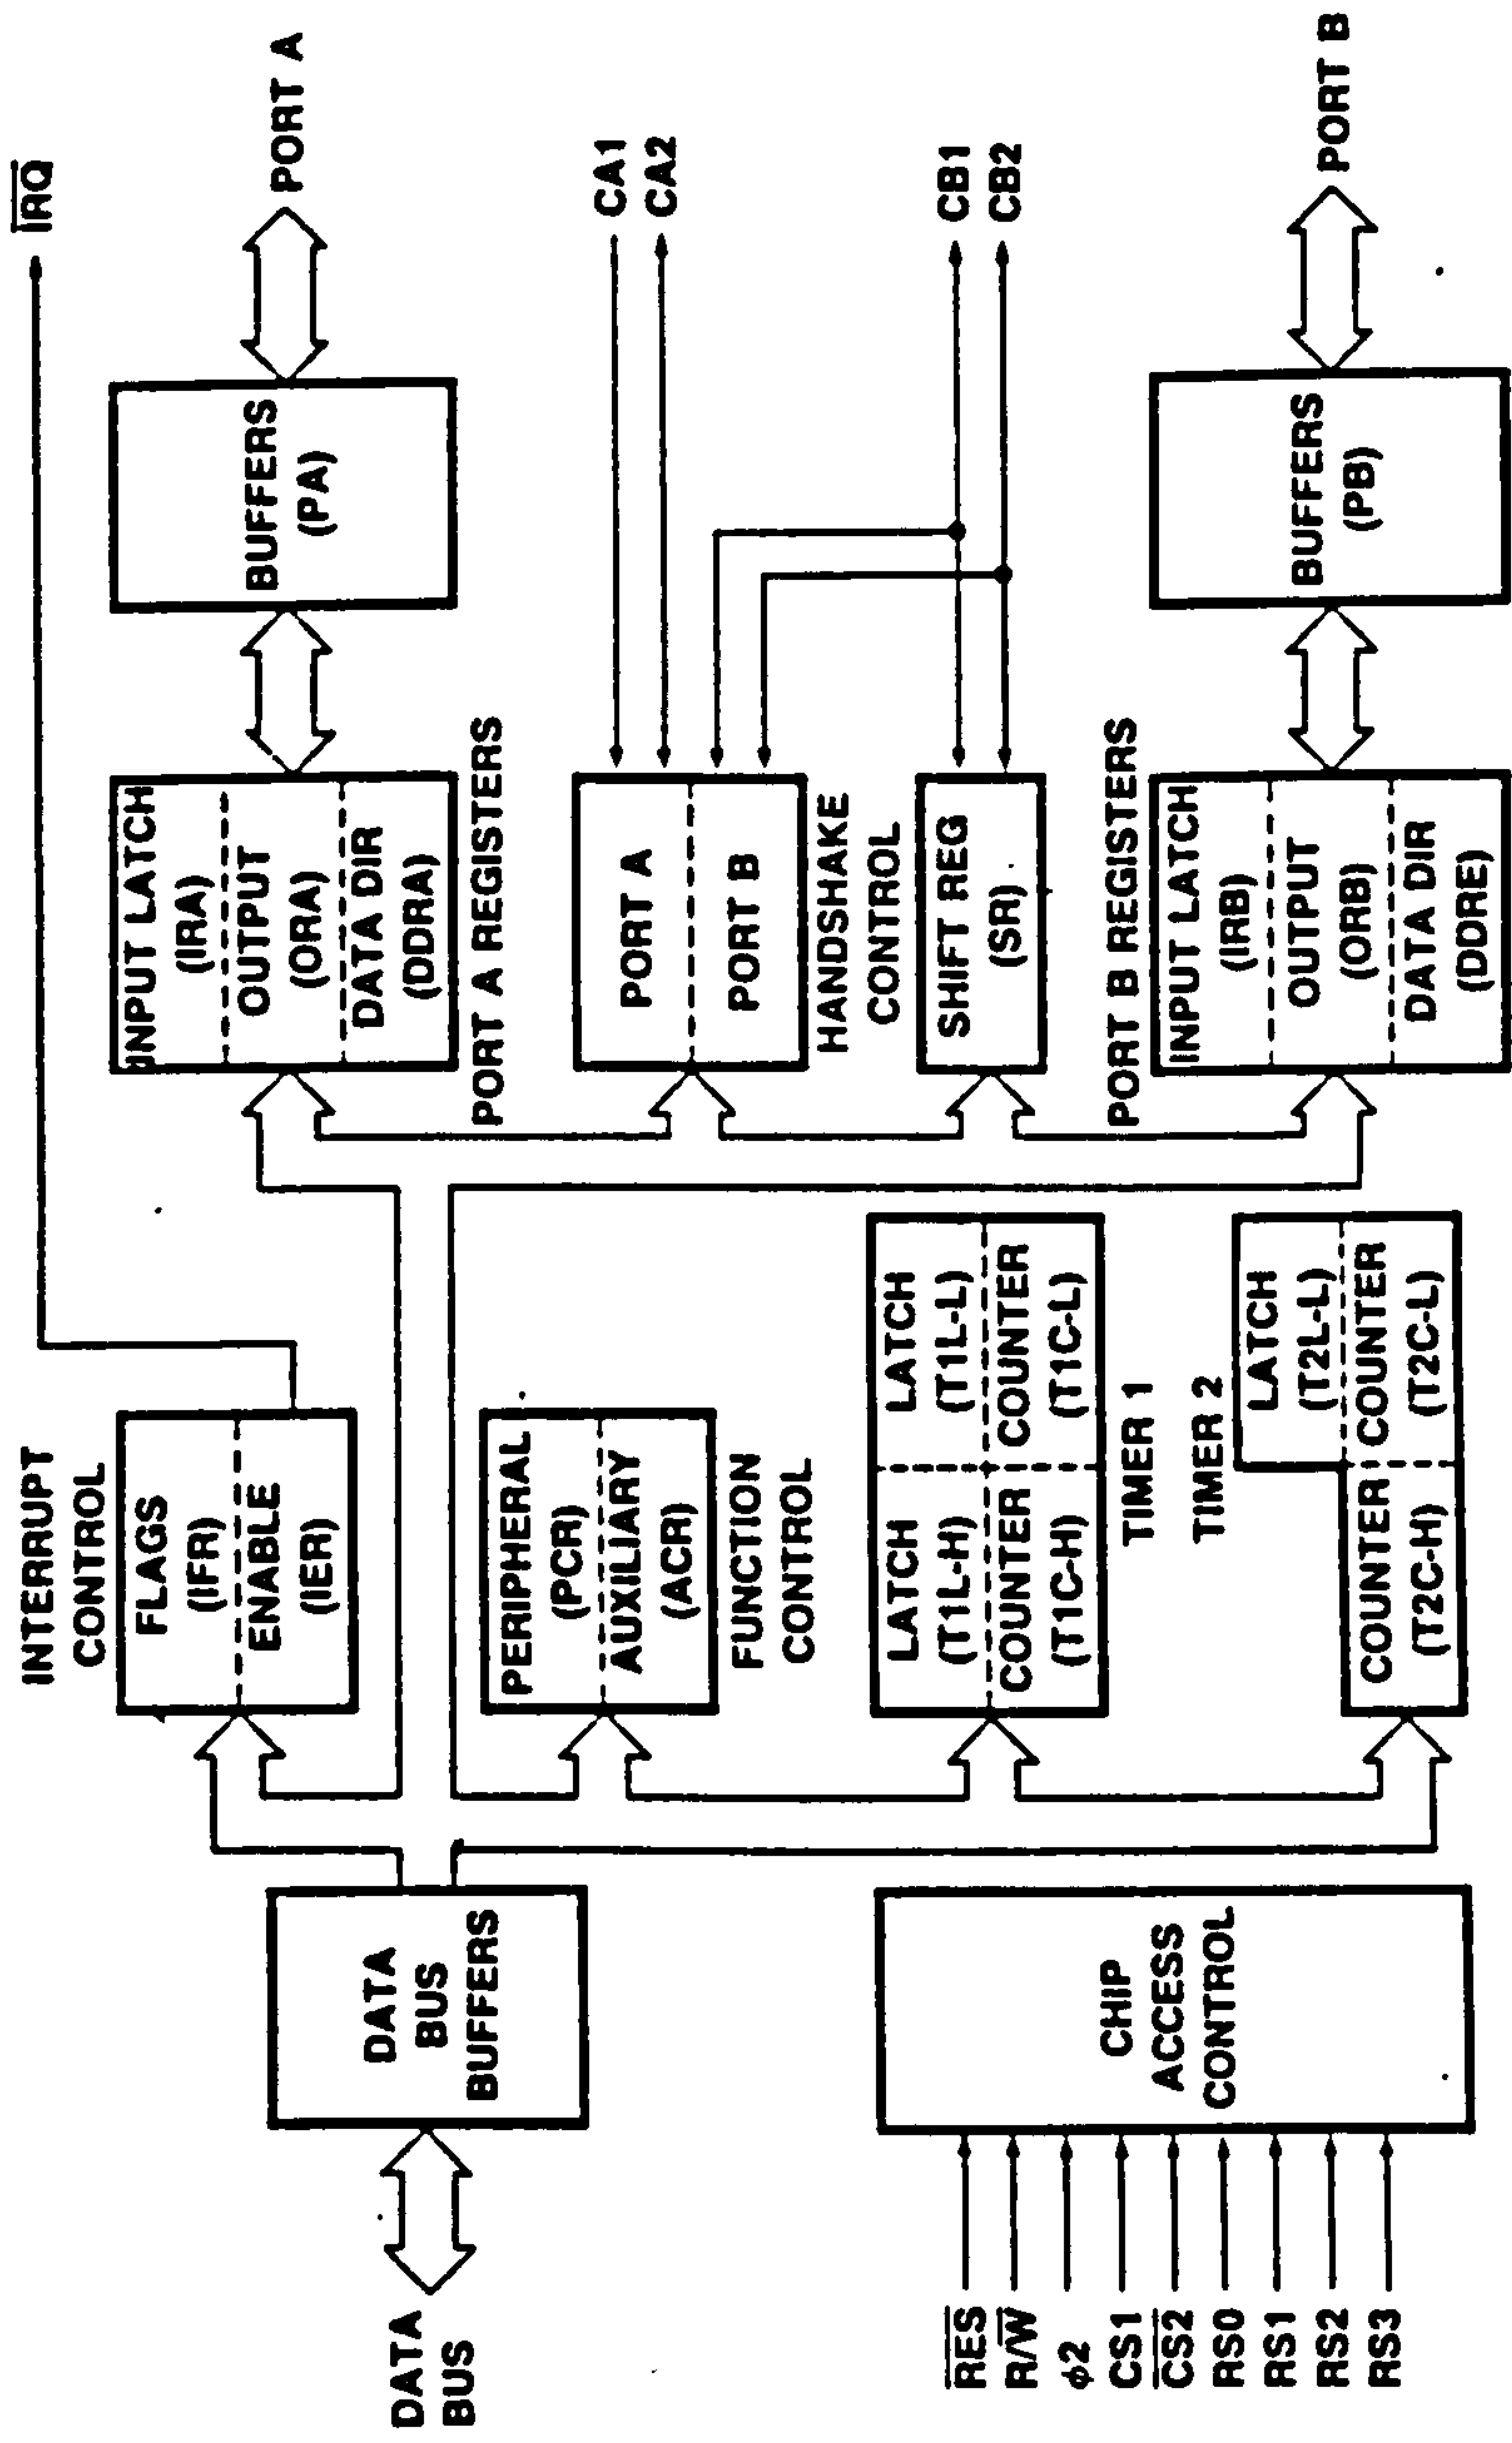 INTERRUPT
CONTROL
FLAGS
(IFR)
ENABLE
(IER)
IRQ
INPUT LATCH
(IRA)
OUTPUT
(ORA)
DATA DIR
(DDRA)
PORT A REGISTERS
BUFFERS
(PA)
PORT A
DATA
BUS
DATA
BUS
BUFFERS
PERIPHERAL
(PCR)
AUXILIARY
(ACR)
FUNCTION
CONTROL
PORT A
PORT B
HANDSHAKE
CONTROL
CA1
CA2
SHIFT REG
(SR)
CB1
CB2
LATCH
(T1L-H)
LATCH
(T1L-L)
COUNTER
(T1C-H)
COUNTER
(T1C-L)
TIMER 1
TIMER 2
LATCH
(T2L-L)
COUNTER
(T2C-H)
COUNTER
(T2C-L)
RES
R/W
ϕ2
CS1
CS2
RS0
RS1
RS2
RS3
CHIP
ACCESS
CONTROL
PORT B REGISTERS
INPUT LATCH
(IRB)
OUTPUT
(ORB)
DATA DIR
(DDRE)
BUFFERS
(PB)
PORT B